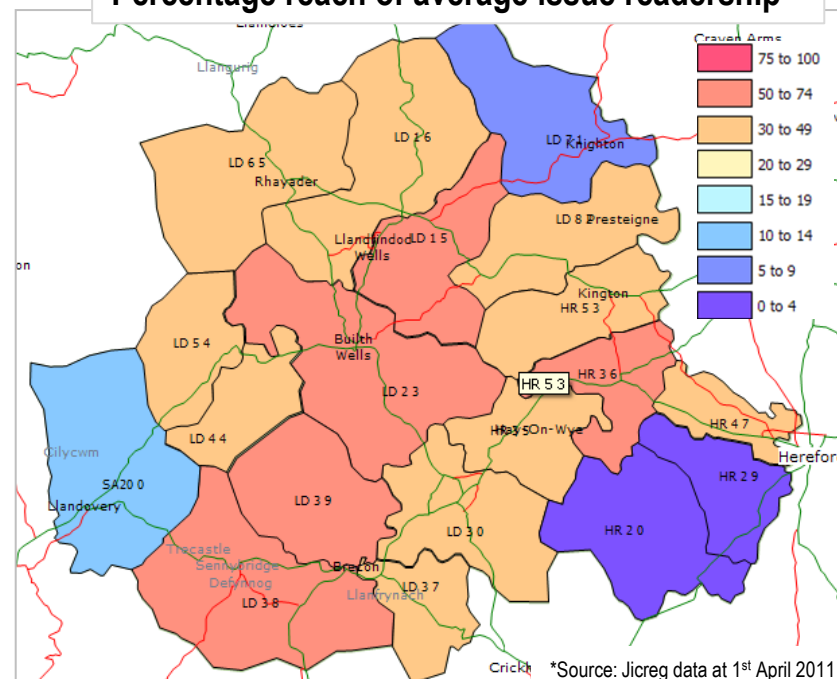 Percentage reach of average issue readership
Llanidloes
Craven Arms
75 to 100
50 to 74
30 to 49
20 to 29
15 to 19
10 to 14
5 to 9
0 to 4
Llangurig
LD 1 6
LD 7 1
Knighton
LD 6 5
Rhayader
LD 8 2
Presteigne
Llandrindod
Wells
LD 1 5
on
Kington
HR 5 3
LD 5 4
Builth
Wells
HR 3 6
HR 5 3
LD 2 3
HR 4 7
LD 4 4
HR 3 5
Hay-On-Wye
Cilycwm
Hereford
HR 2 9
SA20 0
Llandovery
LD 3 9
HR 2 0
LD 3 0
Trecastle
Sennybridge
Defynnog
Brecon
LD 3 7
Llanfrynach
LD 3 8
Crickh
*Source: Jicreg data at 1st April 2011